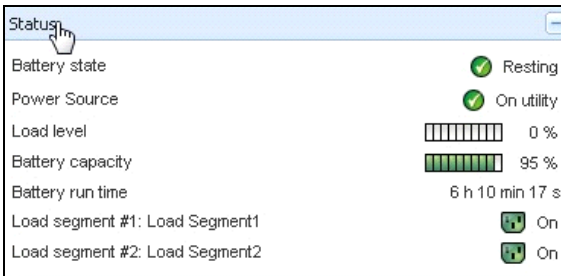 Status
Battery state Resting
Power Source On utility
Load level 0 %
Battery capacity 95 %
Battery run time 6 h 10 min 17 s
Load segment #1: Load Segment1 On
Load segment #2: Load Segment2 On